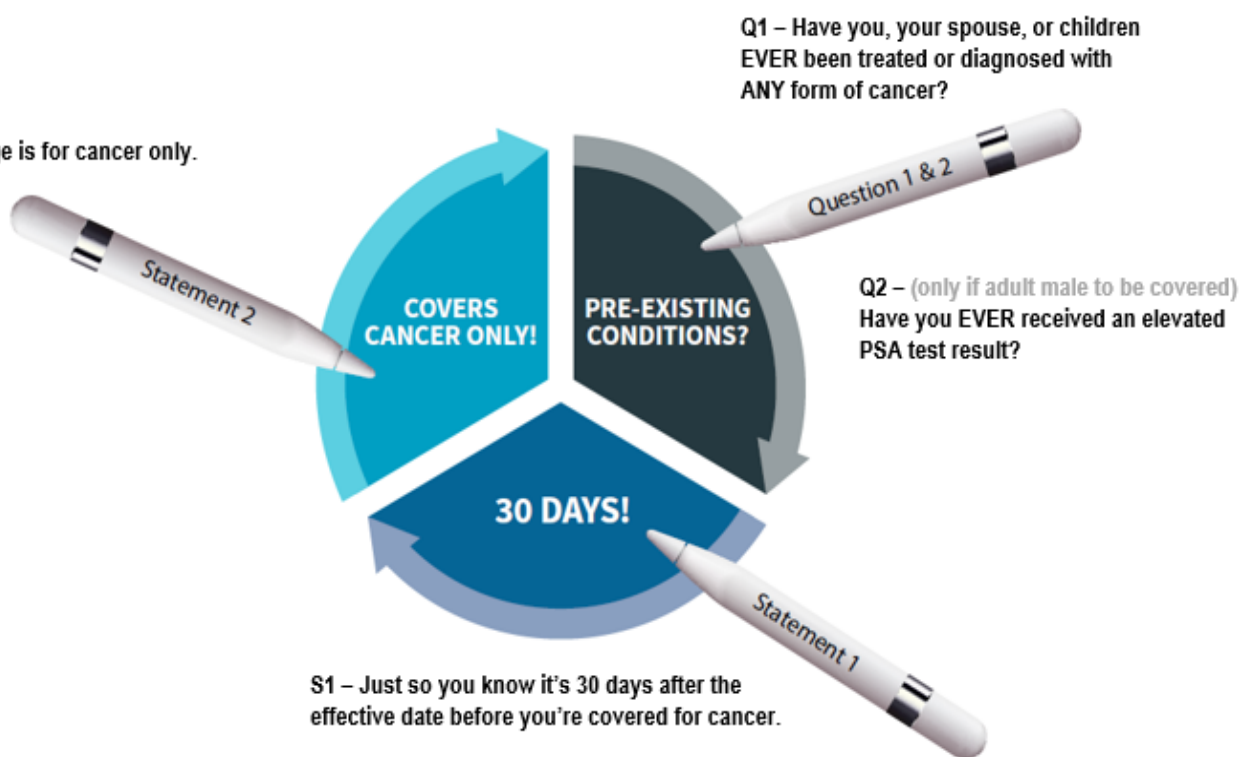 Q1 – Have you, your spouse, or children
EVER been treated or diagnosed with
ANY form of cancer?
is for cancer only.
Question 1 & 2
Statement 2
COVERS
CANCER ONLY!
PRE-EXISTING
CONDITIONS?
Q2 – (only if adult male to be covered)
Have you EVER received an elevated
PSA test result?
30 DAYS!
Statement 1
S1 – Just so you know it's 30 days after the
effective date before you're covered for cancer.